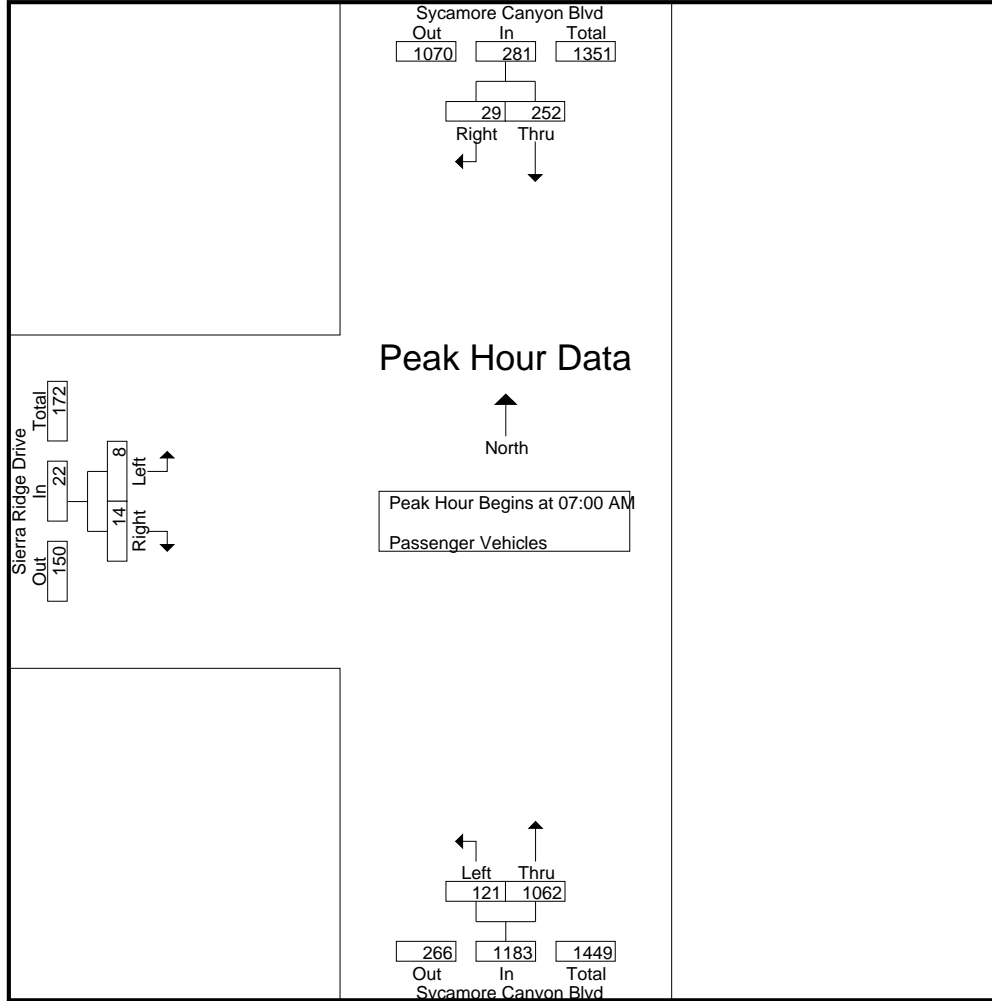 Sycamore Canyon Blvd
Out In Total
1070 281 1351
29 252
Right Thru
Peak Hour Data
North
Peak Hour Begins at 07:00 AM
Passenger Vehicles
Sierra Ridge Drive
Out In Total
150 22 172
14 8
Right Left
Left Thru
121 1062
266 1183 1449
Out In Total
Sycamore Canyon Blvd